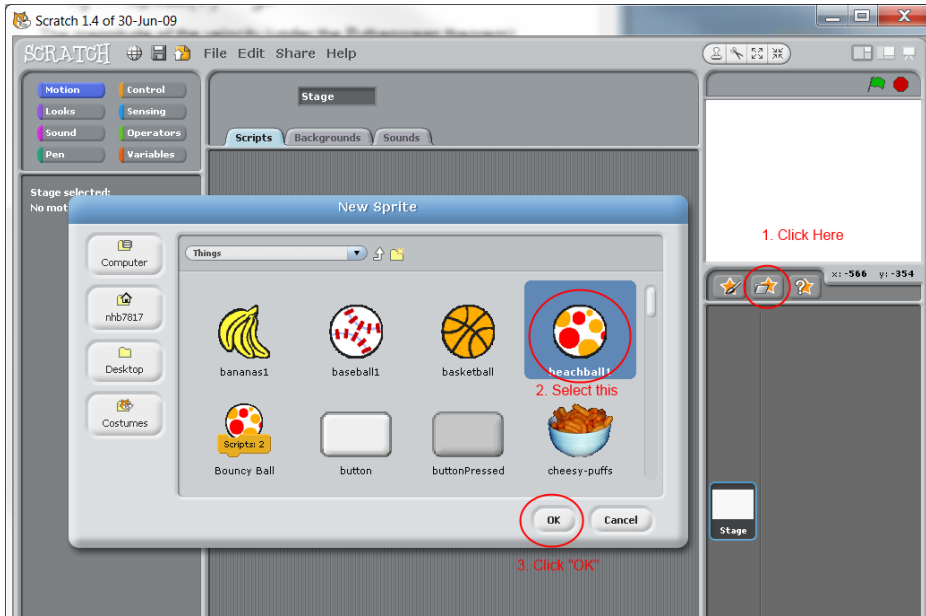 Scratch 1.4 of 30-Jun-09
SCRATCH File Edit Share Help
Motion Control
Looks Sensing
Sound Operators
Pen Variables
Stage
Scripts Backgrounds Sounds
Stage selected:
No mot
New Sprite
Computer
nhb7817
Desktop
Costumes
Things
bananas1 baseball1 basketball beachball1
2. Select this
Scripts: 2
Bouncy Ball button buttonPressed cheesy-puffs
OK Cancel
3. Click "OK"
1. Click Here
x: -566 y: -354
Stage